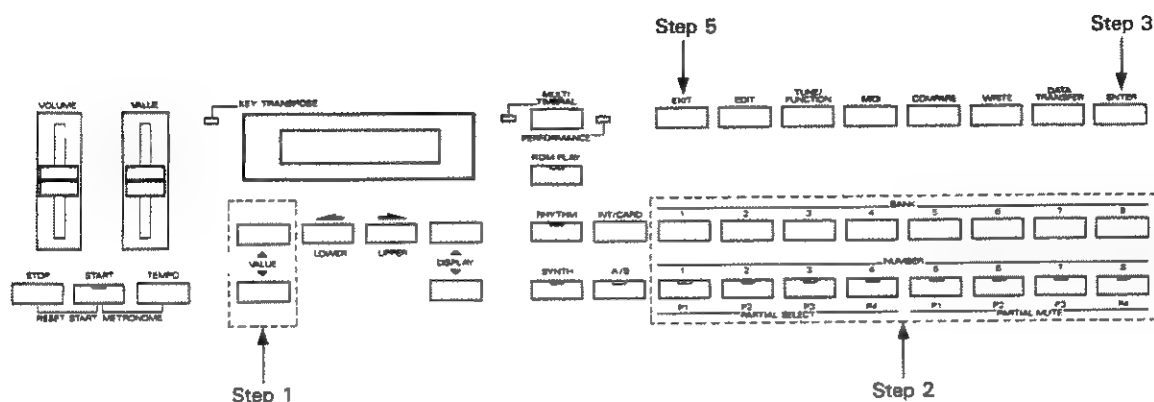 Step 5 Step 3
KEY TRANSPOSE
MULTI
TIMBRAL
PERFORMANCE
EXIT EDIT TUNE/
FUNCTION MIDI COMPARE WRITE DATA
TRANSFER ENTER
VOLUME VALUE
ROM PLAY
BANK
RHYTHM INT/CARD 1 2 3 4 5 6 7 8
VALUE LOWER UPPER DISPLAY
NUMBER
STOP START TEMPO SYNTH A/B 1 2 3 4 5 6 7 8
RESET START METRONOME
P1 P2 P3 P4 P1 P2 P3 P4
PARTIAL SELECT PARTIAL MUTE
Step 1 Step 2